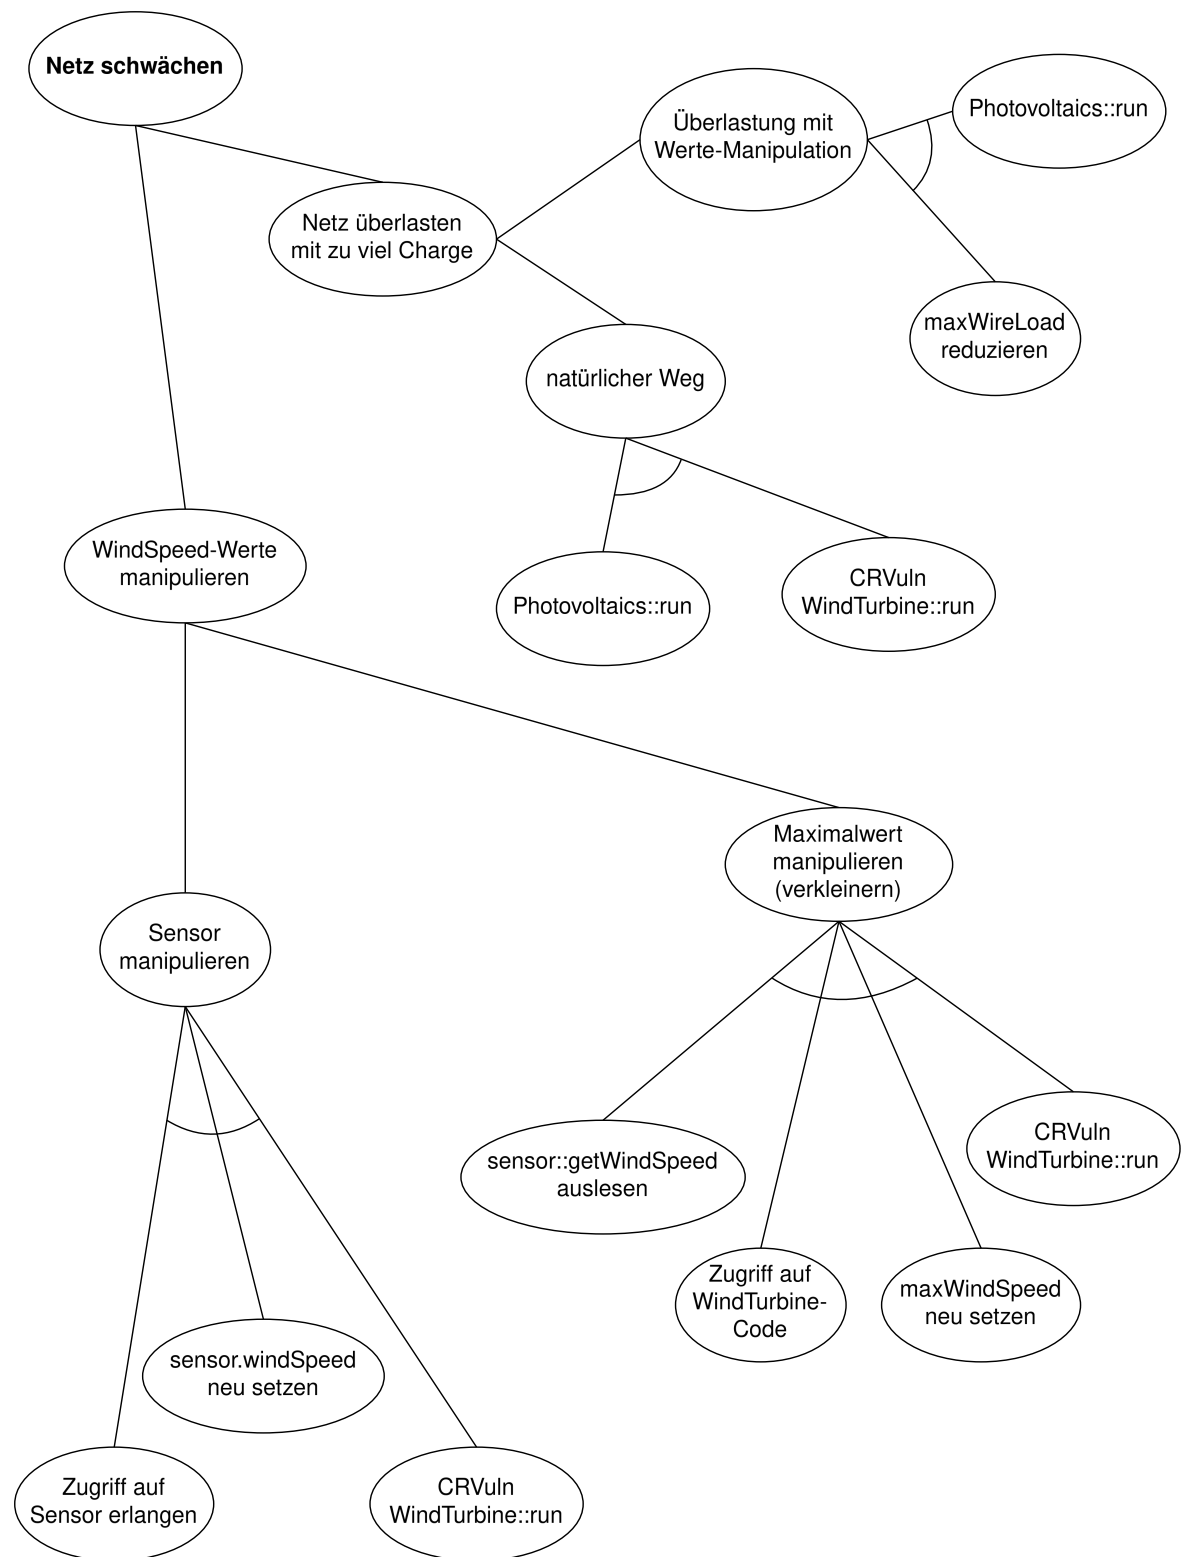 Netz schwächen
Photovoltaics::run
Überlastung mit
Werte-Manipulation
Netz überlasten
mit zu viel Charge
maxWireLoad
reduzieren
natürlicher Weg
WindSpeed-Werte
manipulieren
Photovoltaics::run
CRVuln
WindTurbine::run
Maximalwert
manipulieren
(verkleinern)
Sensor
manipulieren
sensor::getWindSpeed
auslesen
CRVuln
WindTurbine::run
Zugriff auf
WindTurbine-
Code
maxWindSpeed
neu setzen
sensor.windSpeed
neu setzen
Zugriff auf
Sensor erlangen
CRVuln
WindTurbine::run